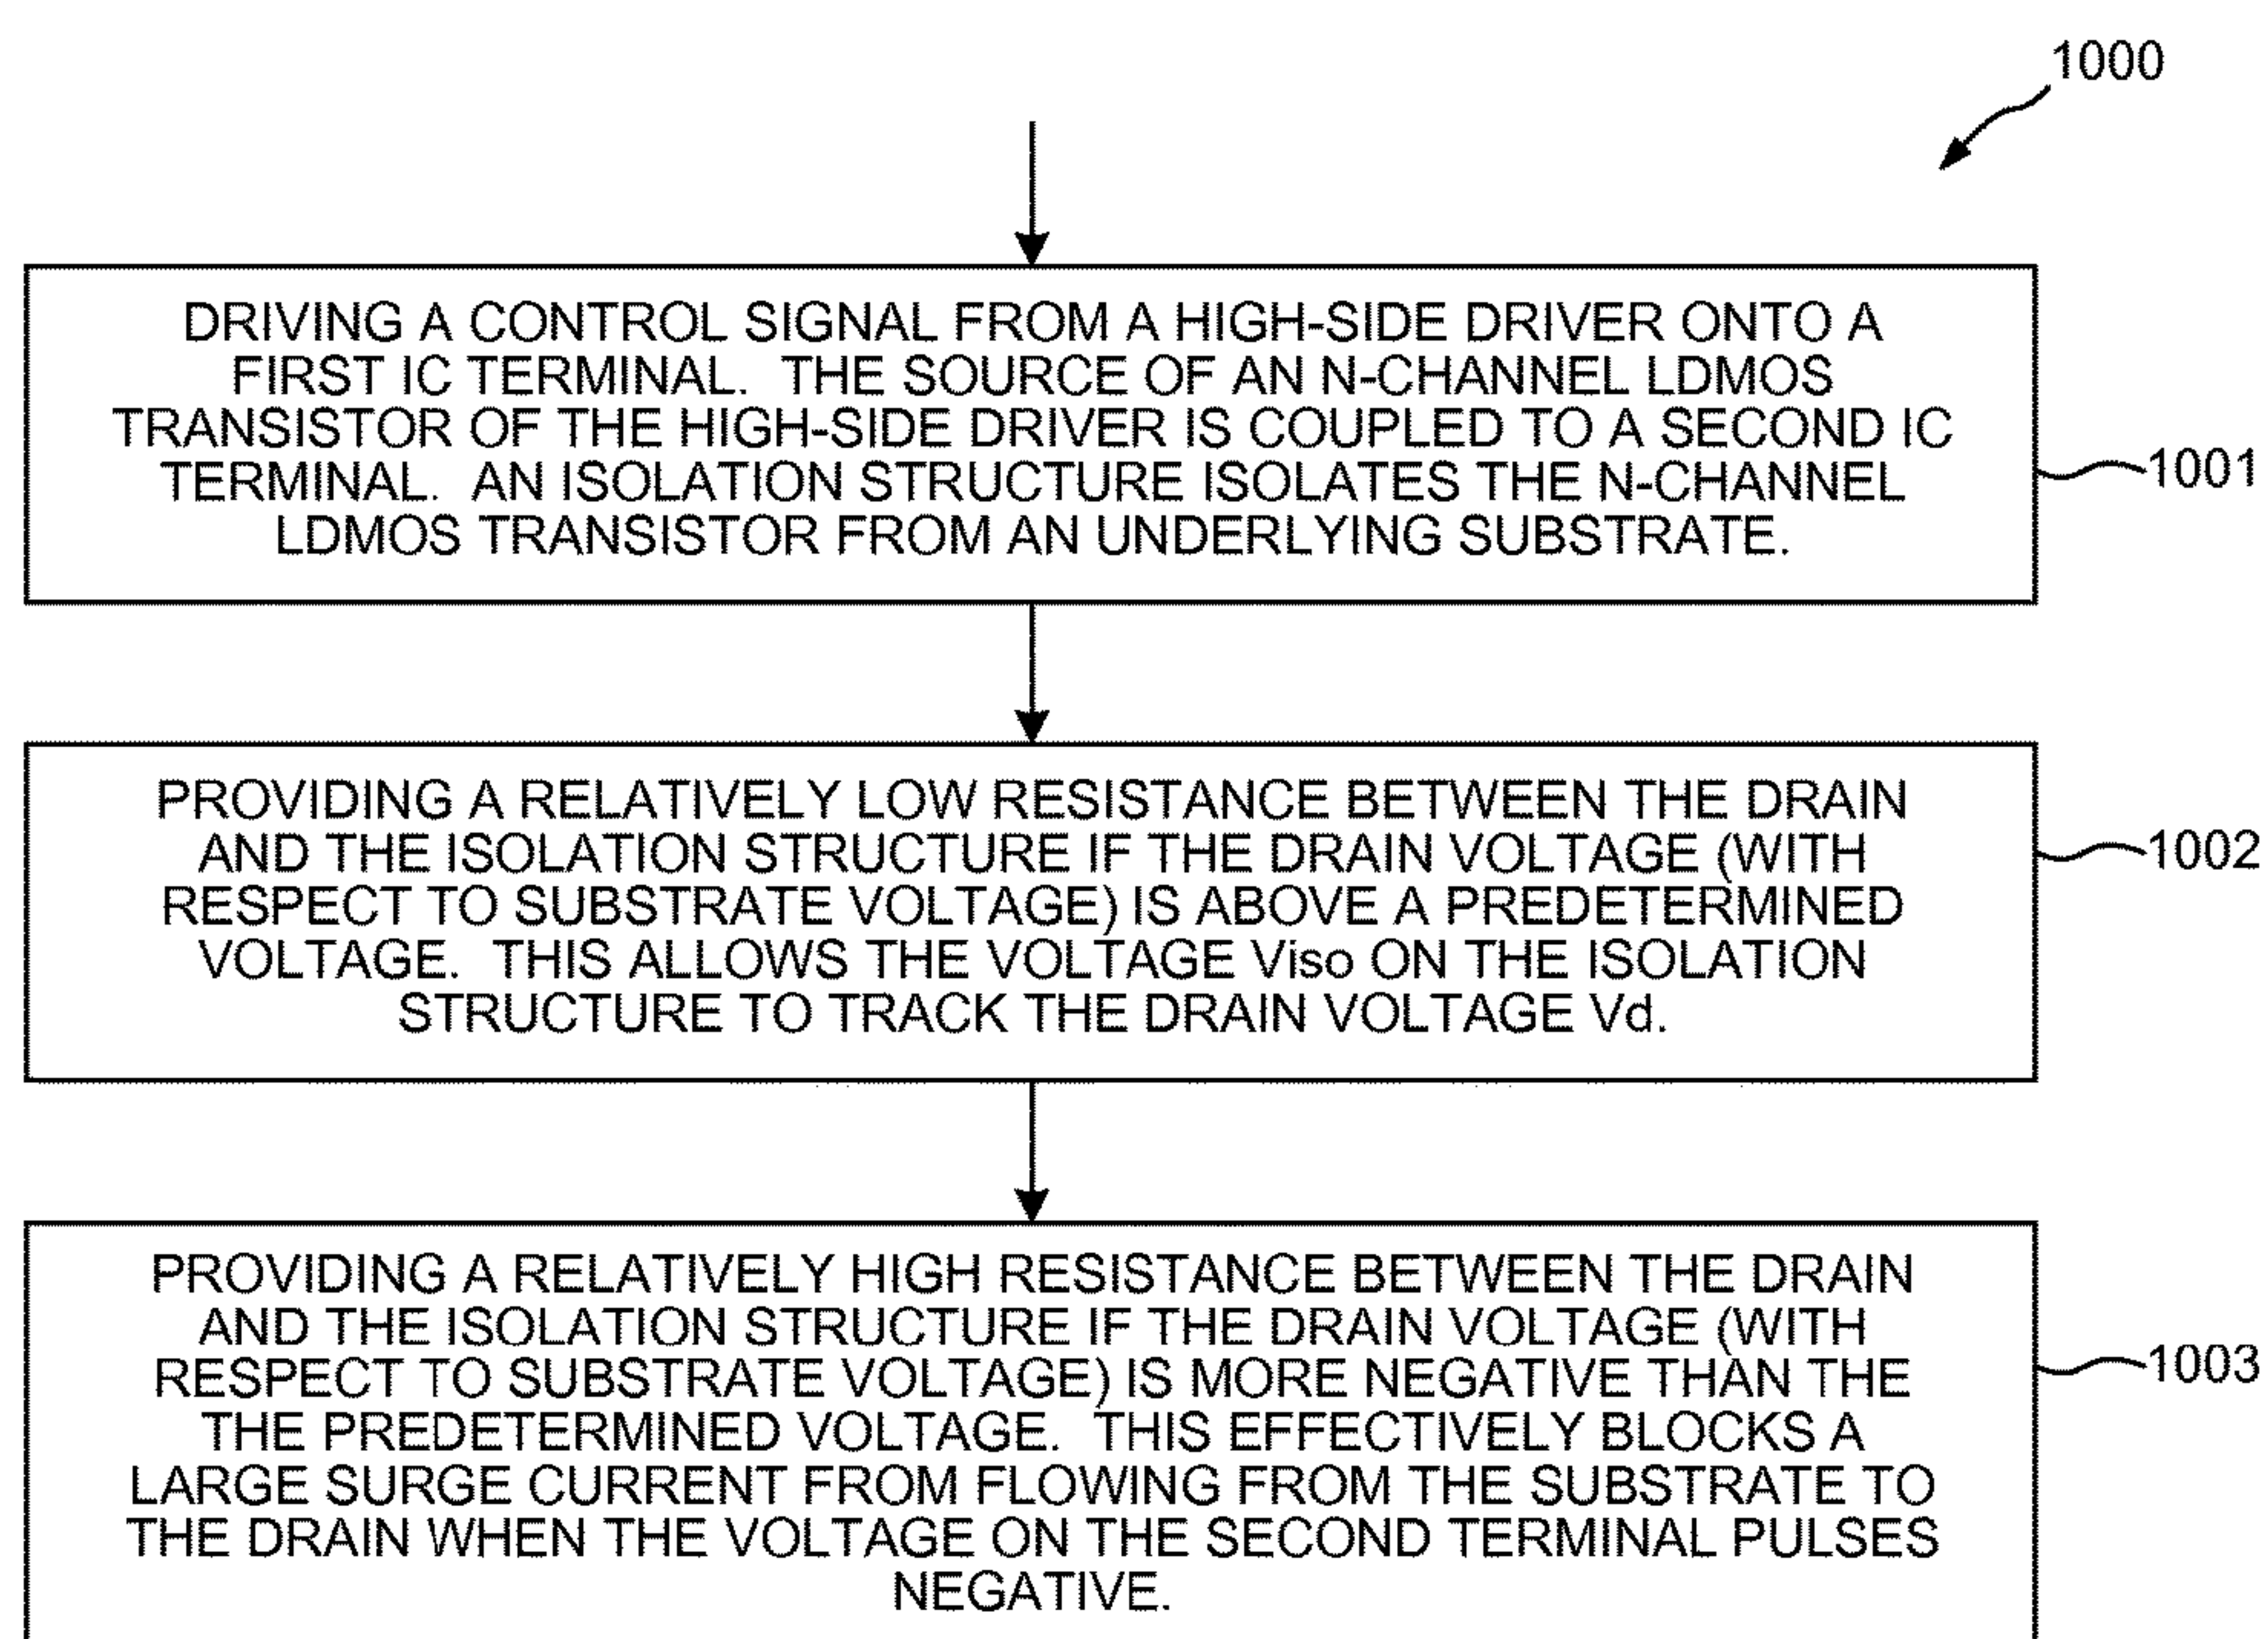 1000
DRIVING A CONTROL SIGNAL FROM A HIGH-SIDE DRIVER ONTO A
FIRST IC TERMINAL. THE SOURCE OF AN N-CHANNEL LDMOS
TRANSISTOR OF THE HIGH-SIDE DRIVER IS COUPLED TO A SECOND IC
TERMINAL. AN ISOLATION STRUCTURE ISOLATES THE N-CHANNEL
LDMOS TRANSISTOR FROM AN UNDERLYING SUBSTRATE.
1001
PROVIDING A RELATIVELY LOW RESISTANCE BETWEEN THE DRAIN
AND THE ISOLATION STRUCTURE IF THE DRAIN VOLTAGE (WITH
RESPECT TO SUBSTRATE VOLTAGE) IS ABOVE A PREDETERMINED
VOLTAGE. THIS ALLOWS THE VOLTAGE Viso ON THE ISOLATION
STRUCTURE TO TRACK THE DRAIN VOLTAGE Vd.
1002
PROVIDING A RELATIVELY HIGH RESISTANCE BETWEEN THE DRAIN
AND THE ISOLATION STRUCTURE IF THE DRAIN VOLTAGE (WITH
RESPECT TO SUBSTRATE VOLTAGE) IS MORE NEGATIVE THAN THE
THE PREDETERMINED VOLTAGE. THIS EFFECTIVELY BLOCKS A
LARGE SURGE CURRENT FROM FLOWING FROM THE SUBSTRATE TO
THE DRAIN WHEN THE VOLTAGE ON THE SECOND TERMINAL PULSES
NEGATIVE.
1003